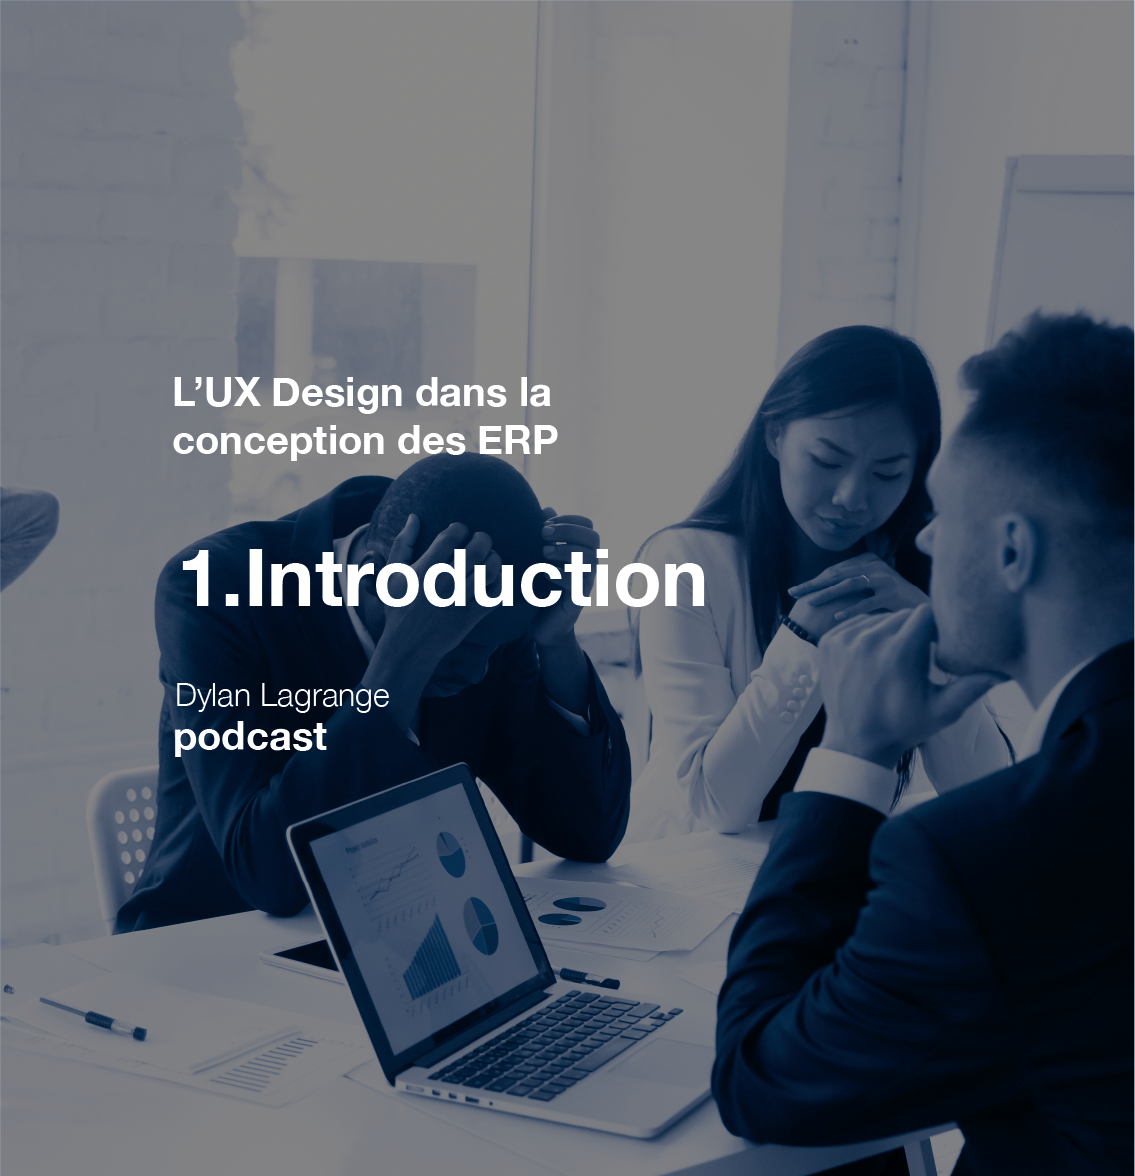 L’UX Design dans la
conception des ERP
1.Introduction
Dylan Lagrange
podcast